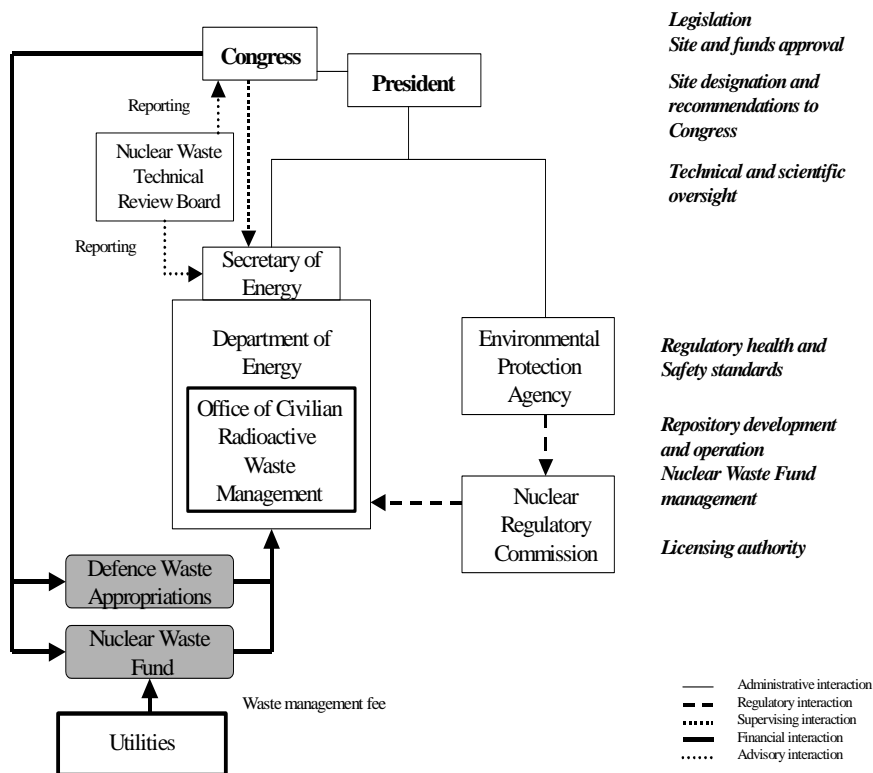 Congress
President
Reporting
Nuclear Waste
Technical
Review Board
Reporting
Secretary of
Energy
Department of
Energy
Office of Civilian
Radioactive
Waste
Management
Environmental
Protection
Agency
Nuclear
Regulatory
Commission
Defence Waste
Appropriations
Nuclear Waste
Fund
Waste management fee
Utilities
Legislation
Site and funds approval
Site designation and
recommendations to
Congress
Technical and scientific
oversight
Regulatory health and
Safety standards
Repository development
and operation
Nuclear Waste Fund
management
Licensing authority
Administrative interaction
Regulatory interaction
Supervising interaction
Financial interaction
Advisory interaction